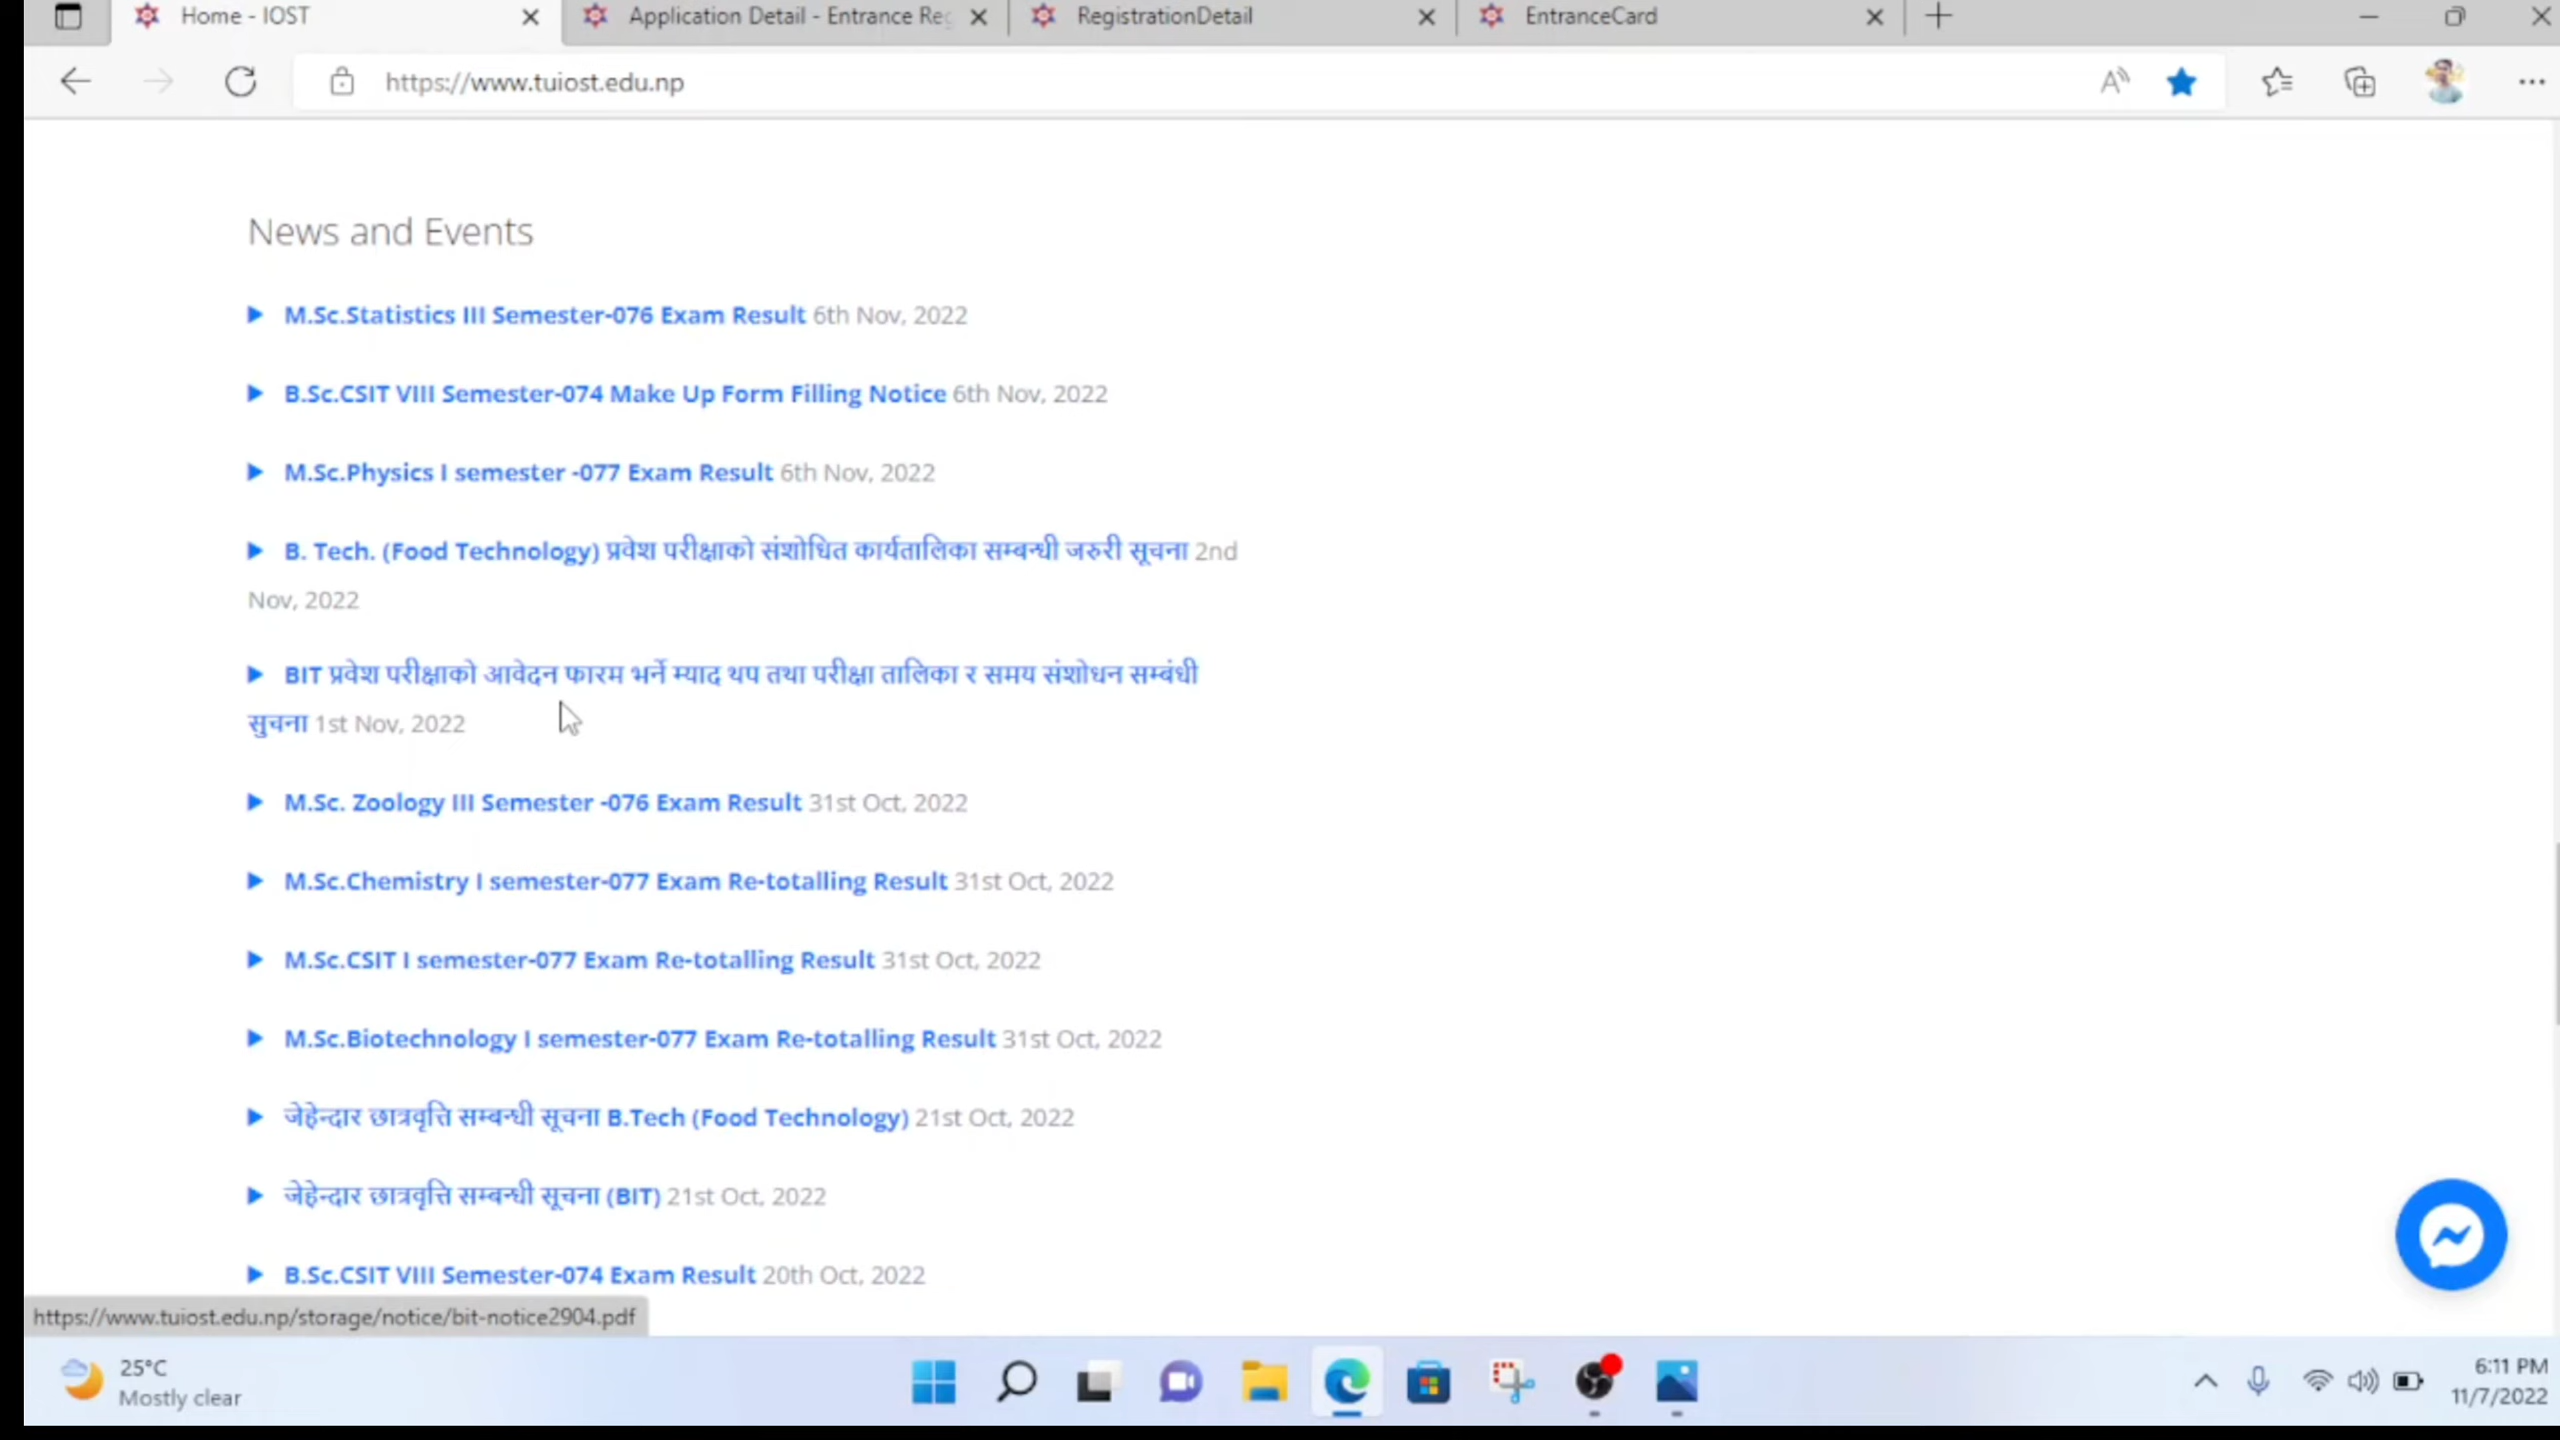 Home - IOST
Application Detail - Entrance Reg
RegistrationDetail
EntranceCard
https://www.tuiost.edu.np
News and Events
M.Sc.Statistics III Semester-076 Exam Result 6th Nov, 2022
B.Sc.CSIT VIII Semester-074 Make Up Form Filling Notice 6th Nov, 2022
M.Sc.Physics I semester -077 Exam Result 6th Nov, 2022
B. Tech. (Food Technology) प्रवेश परीक्षाको संशोधित कार्यतालिका सम्बन्धी जरुरी सूचना 2nd
Nov, 2022
BIT प्रवेश परीक्षाको आवेदन फारम भर्ने म्याद थप तथा परीक्षा तालिका र समय संशोधन सम्बंधी
सुचना 1st Nov, 2022
M.Sc. Zoology III Semester -076 Exam Result 31st Oct, 2022
M.Sc.Chemistry I semester-077 Exam Re-totalling Result 31st Oct, 2022
M.Sc.CSIT I semester-077 Exam Re-totalling Result 31st Oct, 2022
M.Sc.Biotechnology I semester-077 Exam Re-totalling Result 31st Oct, 2022
जेहेन्दार छात्रवृत्ति सम्बन्धी सूचना B.Tech (Food Technology) 21st Oct, 2022
जेहेन्दार छात्रवृत्ति सम्बन्धी सूचना (BIT) 21st Oct, 2022
B.Sc.CSIT VIII Semester-074 Exam Result 20th Oct, 2022
https://www.tuiost.edu.np/storage/notice/bit-notice2904.pdf
25°C
Mostly clear
6:11 PM
11/7/2022